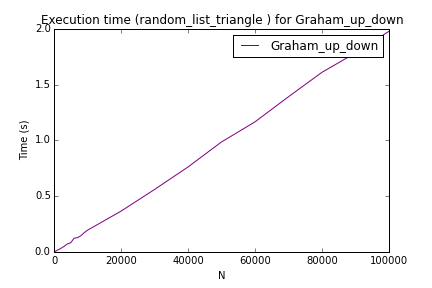 Execution time (random_list_triangle ) for Graham_up_down
2.0
Graham_up_down
1.5
1.0
0.5
0.0
Time (s)
0 20000 40000 60000 80000 100000
N